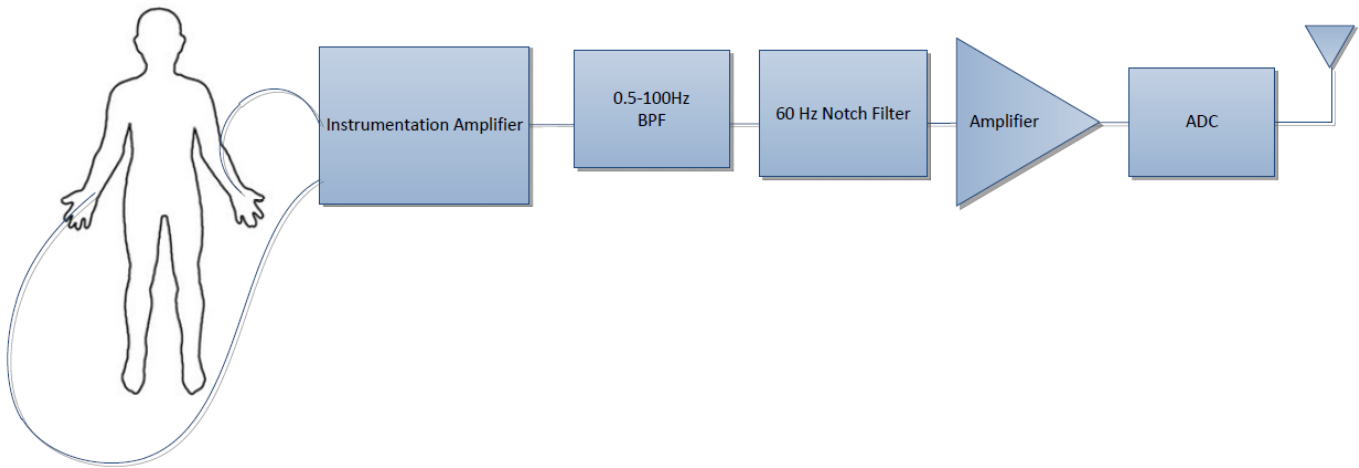 Instrumentation Amplifier
0.5-100Hz
BPF
60 Hz Notch Filter
Amplifier
ADC